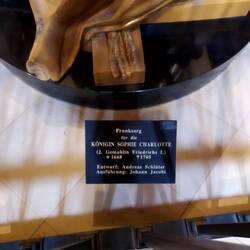 Prunksarg
für die
KÖNIGIN SOPHIE CHARLOTTE
(2. Gemahlin Friedrichs I.)
✳ 1668 † 1705
Entwurf: Andreas Schlüter
Ausführung: Johann Jacobi